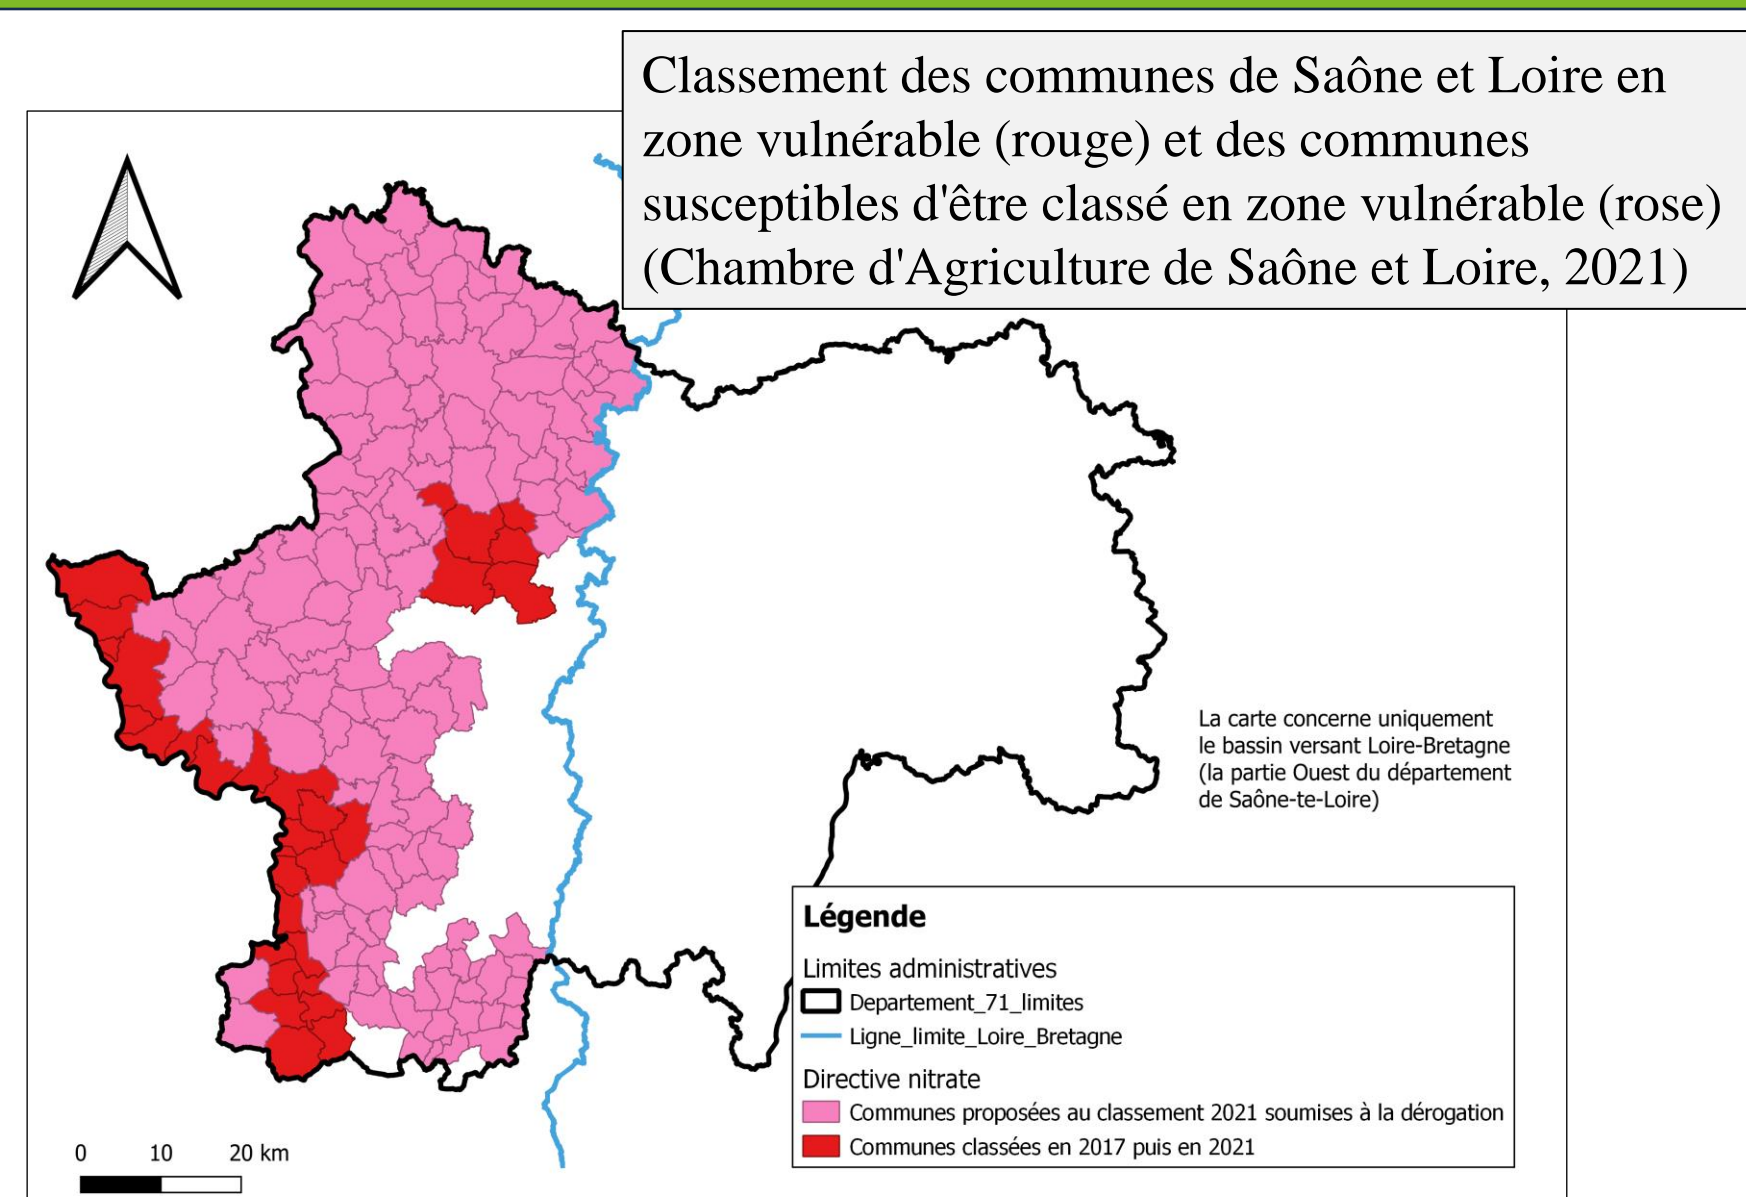 Classement des communes de Saône et Loire en
zone vulnérable (rouge) et des communes
susceptibles d'être classé en zone vulnérable (rose)
(Chambre d'Agriculture de Saône et Loire, 2021)
La carte concerne uniquement
le bassin versant Loire-Bretagne
(la partie Ouest du département
de Saône-te-Loire)
Légende
Limites administratives
Departement_71_limites
Ligne_limite_Loire_Bretagne
Directive nitrate
Communes proposées au classement 2021 soumises à la dérogation
Communes classées en 2017 puis en 2021
0 10 20 km